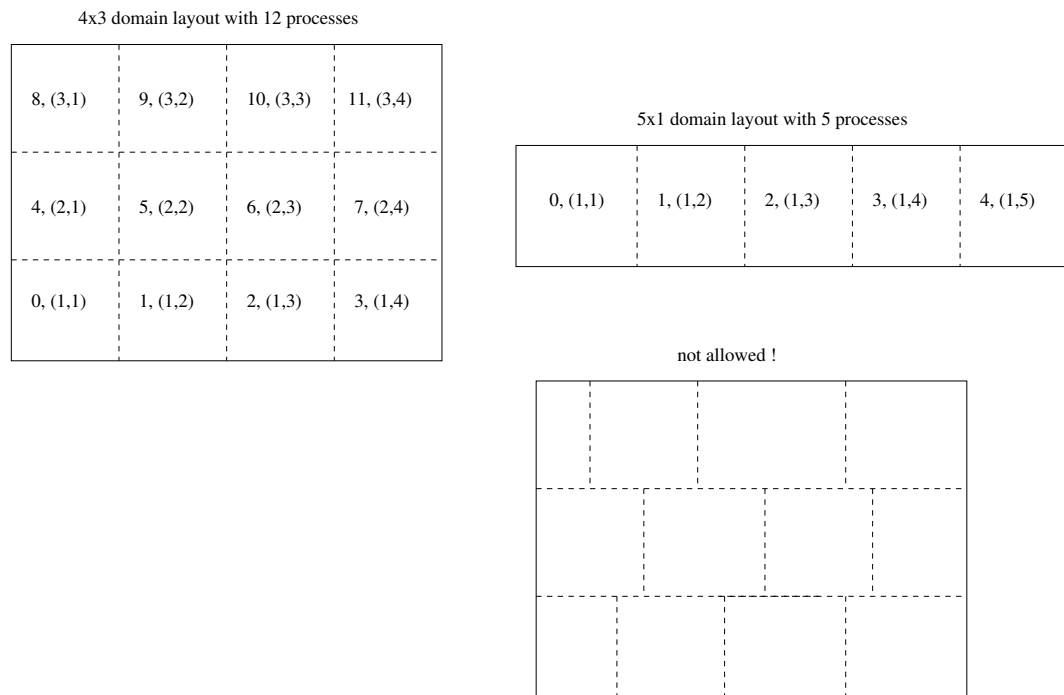 4x3 domain layout with 12 processes
8, (3,1) 9, (3,2) 10, (3,3) 11, (3,4)
4, (2,1) 5, (2,2) 6, (2,3) 7, (2,4)
0, (1,1) 1, (1,2) 2, (1,3) 3, (1,4)
5x1 domain layout with 5 processes
0, (1,1) 1, (1,2) 2, (1,3) 3, (1,4) 4, (1,5)
not allowed !